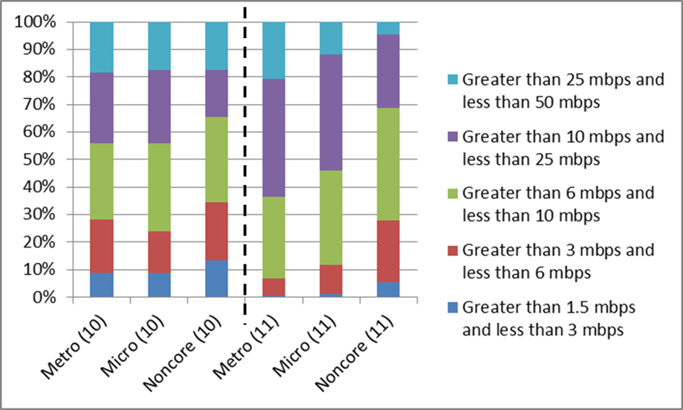 100%
90%
80%
70%
60%
50%
40%
30%
20%
10%
0%
Metro (10)
Micro (10)
Noncore (10)
Metro (11)
Micro (11)
Noncore (11)
Greater than 25 mbps and
less than 50 mbps
Greater than 10 mbps and
less than 25 mbps
Greater than 6 mbps and
less than 10 mbps
Greater than 3 mbps and
less than 6 mbps
Greater than 1.5 mbps
and less than 3 mbps